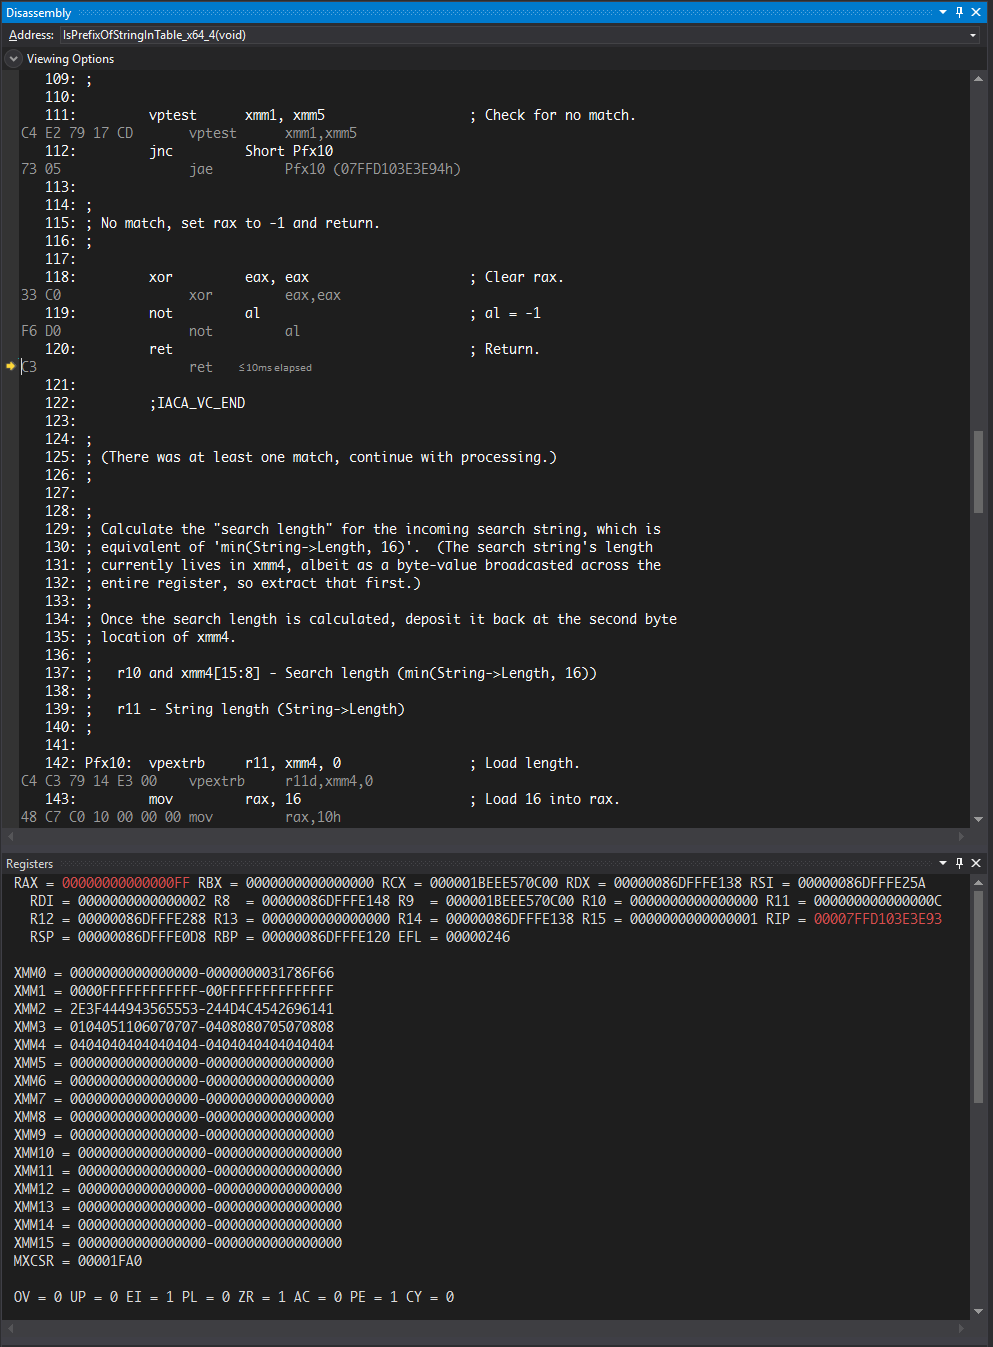 Disassembly
Address: IsPrefixOfStringInTable_x64_4(void)
Viewing Options
109: ;
110:
111: vptest xmm1, xmm5 ; Check for no match.
C4 E2 79 17 CD vptest xmm1,xmm5
112: jnc Short Pfx10
73 05 jae Pfx10 (07FFD103E3E94h)
113:
114: ;
115: ; No match, set rax to -1 and return.
116: ;
117:
118: xor eax, eax ; Clear rax.
33 C0 xor eax,eax
119: not al ; al = -1
F6 D0 not al
120: ret ; Return.
C3 ret ≤10ms elapsed
121:
122: ;IACA_VC_END
123:
124: ;
125: ; (There was at least one match, continue with processing.)
126: ;
127:
128: ;
129: ; Calculate the "search length" for the incoming search string, which is
130: ; equivalent of 'min(String->Length, 16)'. (The search string's length
131: ; currently lives in xmm4, albeit as a byte-value broadcasted across the
132: ; entire register, so extract that first.)
133: ;
134: ; Once the search length is calculated, deposit it back at the second byte
135: ; location of xmm4.
136: ;
137: ; r10 and xmm4[15:8] - Search length (min(String->Length, 16))
138: ;
139: ; r11 - String length (String->Length)
140: ;
141:
142: Pfx10: vpextrb r11, xmm4, 0 ; Load length.
C4 C3 79 14 E3 00 vpextrb r11d,xmm4,0
143: mov rax, 16 ; Load 16 into rax.
48 C7 C0 10 00 00 00 mov rax,10h
Registers
RAX = 00000000000000FF RBX = 0000000000000000 RCX = 000001BEEE570C00 RDX = 00000086DFFFE138 RSI = 00000086DFFFE25A
RDI = 0000000000000002 R8 = 00000086DFFFE148 R9 = 000001BEEE570C00 R10 = 0000000000000000 R11 = 000000000000000C
R12 = 00000086DFFFE288 R13 = 0000000000000000 R14 = 00000086DFFFE138 R15 = 0000000000000001 RIP = 00007FFD103E3E93
RSP = 00000086DFFFE0D8 RBP = 00000086DFFFE120 EFL = 00000246
XMM0 = 0000000000000000-0000000031786F66
XMM1 = 0000FFFFFFFFFFFF-00FFFFFFFFFFFFFF
XMM2 = 2E3F444943565553-244D4C4542696141
XMM3 = 0104051106070707-0408080705070808
XMM4 = 0404040404040404-0404040404040404
XMM5 = 0000000000000000-0000000000000000
XMM6 = 0000000000000000-0000000000000000
XMM7 = 0000000000000000-0000000000000000
XMM8 = 0000000000000000-0000000000000000
XMM9 = 0000000000000000-0000000000000000
XMM10 = 0000000000000000-0000000000000000
XMM11 = 0000000000000000-0000000000000000
XMM12 = 0000000000000000-0000000000000000
XMM13 = 0000000000000000-0000000000000000
XMM14 = 0000000000000000-0000000000000000
XMM15 = 0000000000000000-0000000000000000
MXCSR = 00001FA0
OV = 0 UP = 0 EI = 1 PL = 0 ZR = 1 AC = 0 PE = 1 CY = 0